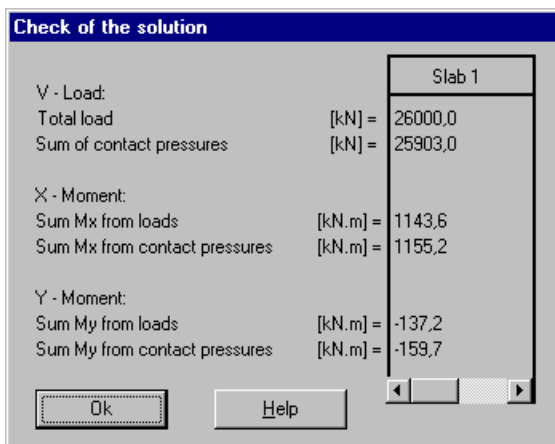 Check of the solution
Slab 1
V - Load:
Total load [kN] = 26000,0
Sum of contact pressures [kN] = 25903,0
X - Moment:
Sum Mx from loads [kN.m] = 1143,6
Sum Mx from contact pressures [kN.m] = 1155,2
Y - Moment:
Sum My from loads [kN.m] = -137,2
Sum My from contact pressures [kN.m] = -159,7
Ok Help